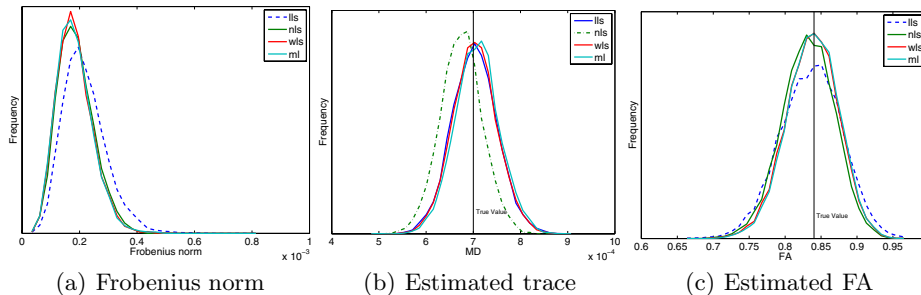 lls
nls
wls
ml
Frequency
0 0.2 0.4 0.6 0.8 1
Frobenius norm
x 10⁻³
(a) Frobenius norm
lls
nls
wls
ml
Frequency
True Value
4 5 6 7 8 9 10
MD
x 10⁻⁴
(b) Estimated trace
lls
nls
wls
ml
Frequency
True Value
0.6 0.65 0.7 0.75 0.8 0.85 0.9 0.95
FA
(c) Estimated FA